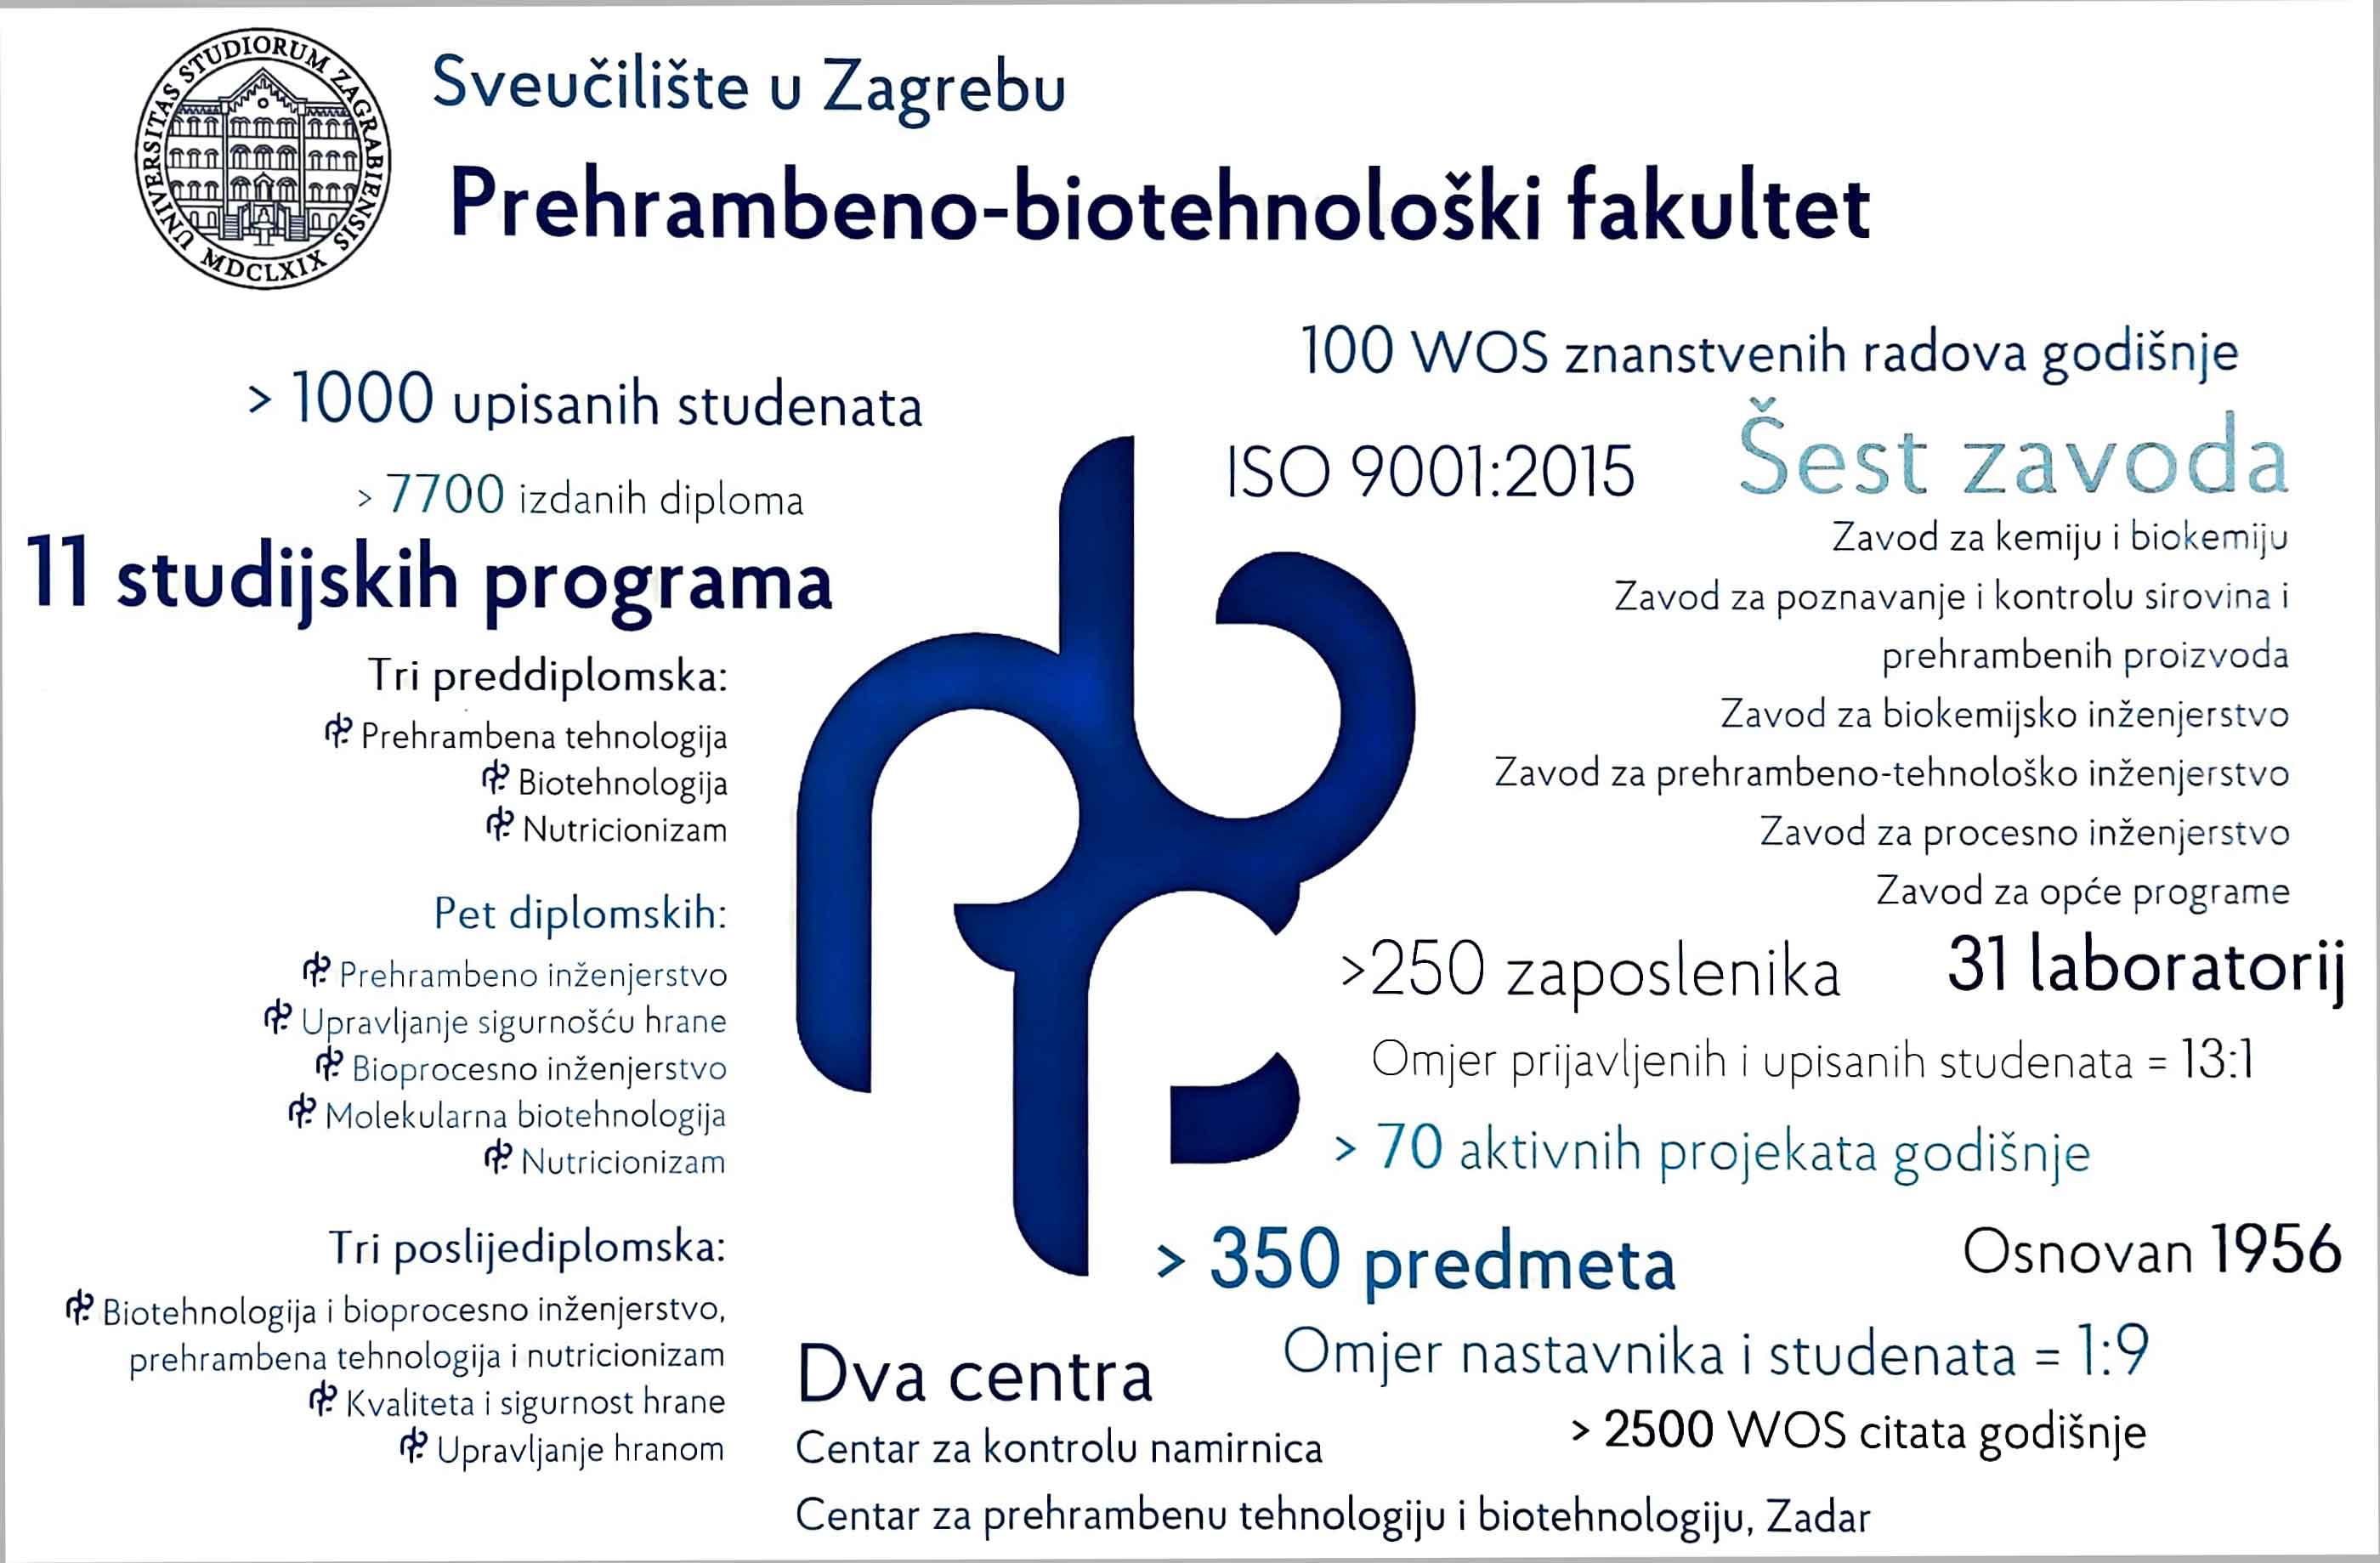 UNIVERSITAS STUDIORUM ZAGRABIENSIS
MDCLXIX
Sveučilište u Zagrebu
Prehrambeno-biotehnološki fakultet
> 1000 upisanih studenata
> 7700 izdanih diploma
11 studijskih programa
Tri preddiplomska:
Prehrambena tehnologija
Biotehnologija
Nutricionizam
Pet diplomskih:
Prehrambeno inženjerstvo
Upravljanje sigurnošću hrane
Bioprocesno inženjerstvo
Molekularna biotehnologija
Nutricionizam
Tri poslijediplomska:
Biotehnologija i bioprocesno inženjerstvo,
prehrambena tehnologija i nutricionizam
Kvaliteta i sigurnost hrane
Upravljanje hranom
100 WOS znanstvenih radova godišnje
ISO 9001:2015
Šest zavoda
Zavod za kemiju i biokemiju
Zavod za poznavanje i kontrolu sirovina i
prehrambenih proizvoda
Zavod za biokemijsko inženjerstvo
Zavod za prehrambeno-tehnološko inženjerstvo
Zavod za procesno inženjerstvo
Zavod za opće programe
>250 zaposlenika
31 laboratorij
Omjer prijavljenih i upisanih studenata = 13:1
> 70 aktivnih projekata godišnje
> 350 predmeta
Osnovan 1956
Omjer nastavnika i studenata = 1:9
> 2500 WOS citata godišnje
Dva centra
Centar za kontrolu namirnica
Centar za prehrambenu tehnologiju i biotehnologiju, Zadar